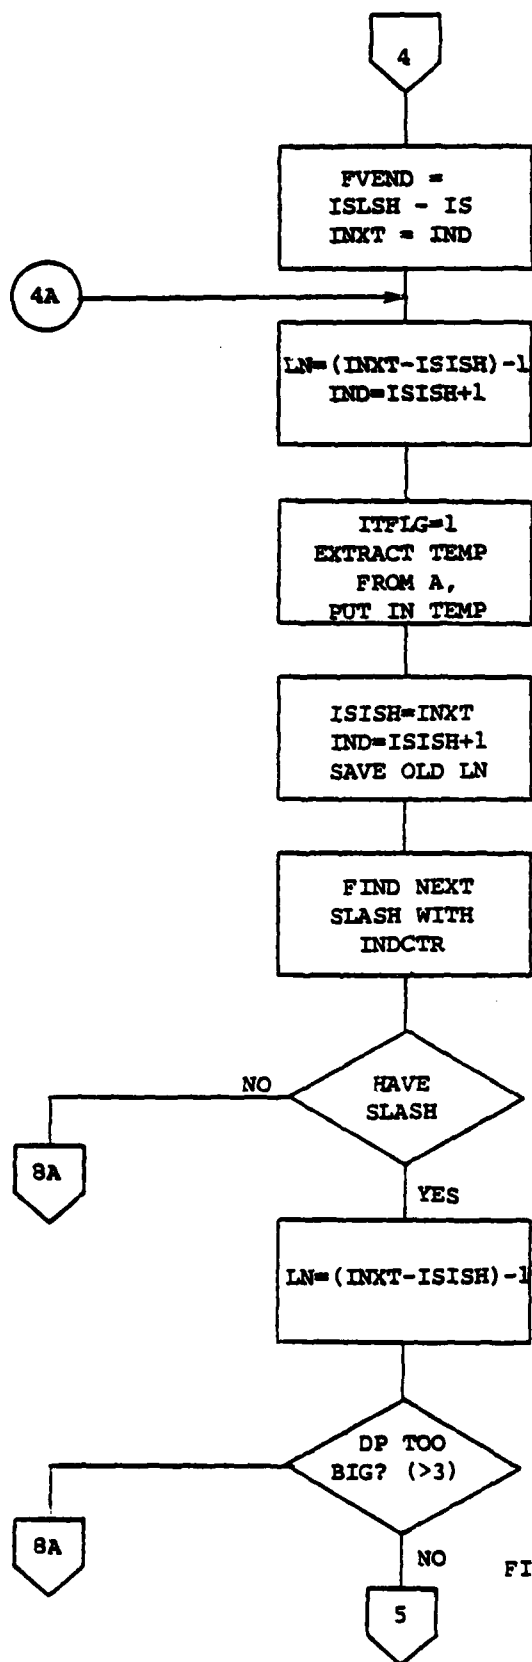 4
FVEND =
ISLSH - IS
INXT = IND
4A
LN=(INXT-ISISH)-1
IND=ISISH+1
ITFLG=1
EXTRACT TEMP
FROM A,
PUT IN TEMP
ISISH=INXT
IND=ISISH+1
SAVE OLD LN
FIND NEXT
SLASH WITH
INDCTR
NO
HAVE
SLASH
8A
YES
LN=(INXT-ISISH)-1
DP TOO
BIG? (>3)
8A
NO
FI
5